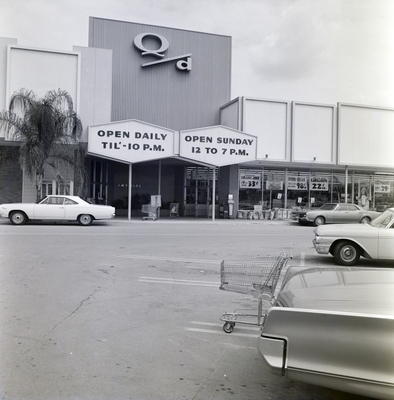 Q/d
OPEN DAILY
TIL'-10 P.M.
OPEN SUNDAY
12 TO 7 P.M.